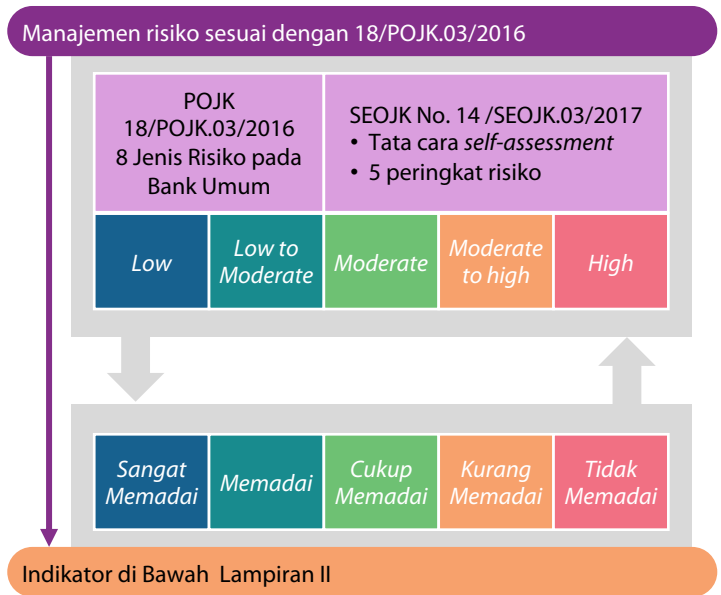 Manajemen risiko sesuai dengan 18/POJK.03/2016
POJK
18/POJK.03/2016
8 Jenis Risiko pada
Bank Umum
SEOJK No. 14 /SEOJK.03/2017
• Tata cara self-assessment
• 5 peringkat risiko
Low
Low to
Moderate
Moderate
Moderate
to high
High
Sangat
Memadai
Memadai
Cukup
Memadai
Kurang
Memadai
Tidak
Memadai
Indikator di Bawah Lampiran II